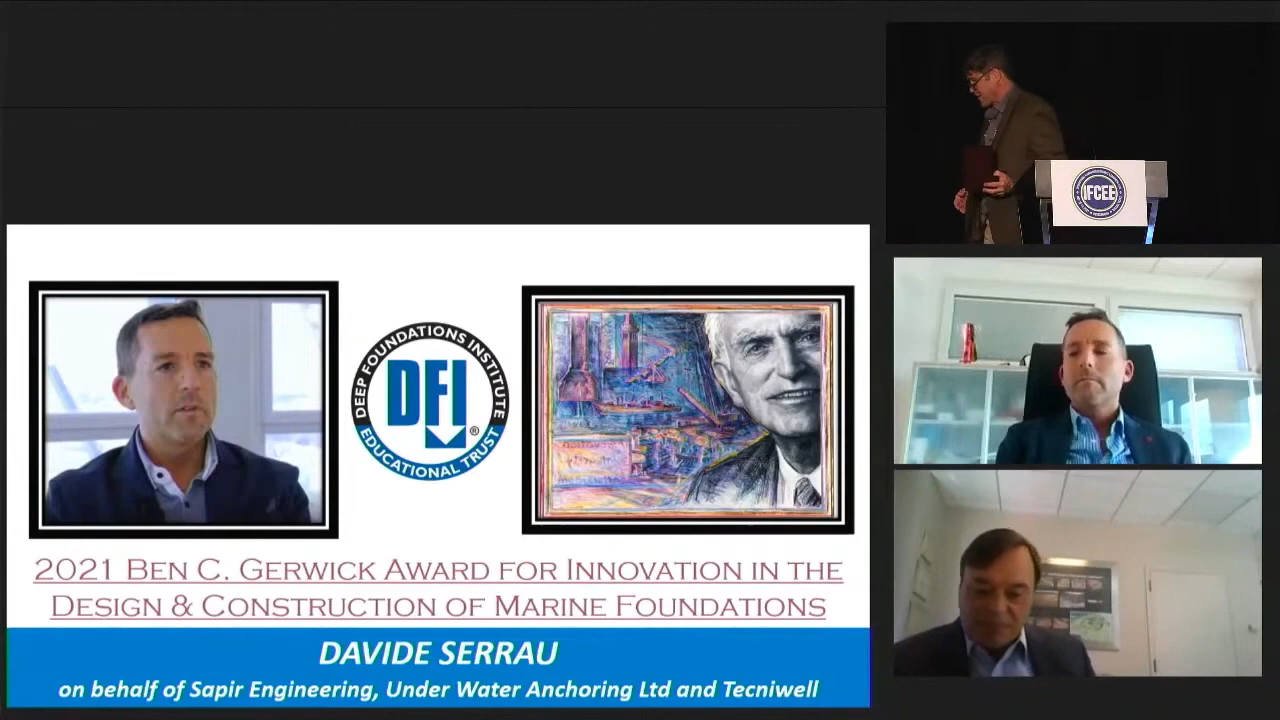 DEEP FOUNDATIONS INSTITUTE
DFI
®
EDUCATIONAL TRUST
2021 BEN C. GERWICK AWARD FOR INNOVATION IN THE
DESIGN & CONSTRUCTION OF MARINE FOUNDATIONS
DAVIDE SERRAU
on behalf of Sapir Engineering, Under Water Anchoring Ltd and Tecniwell
IFCEE